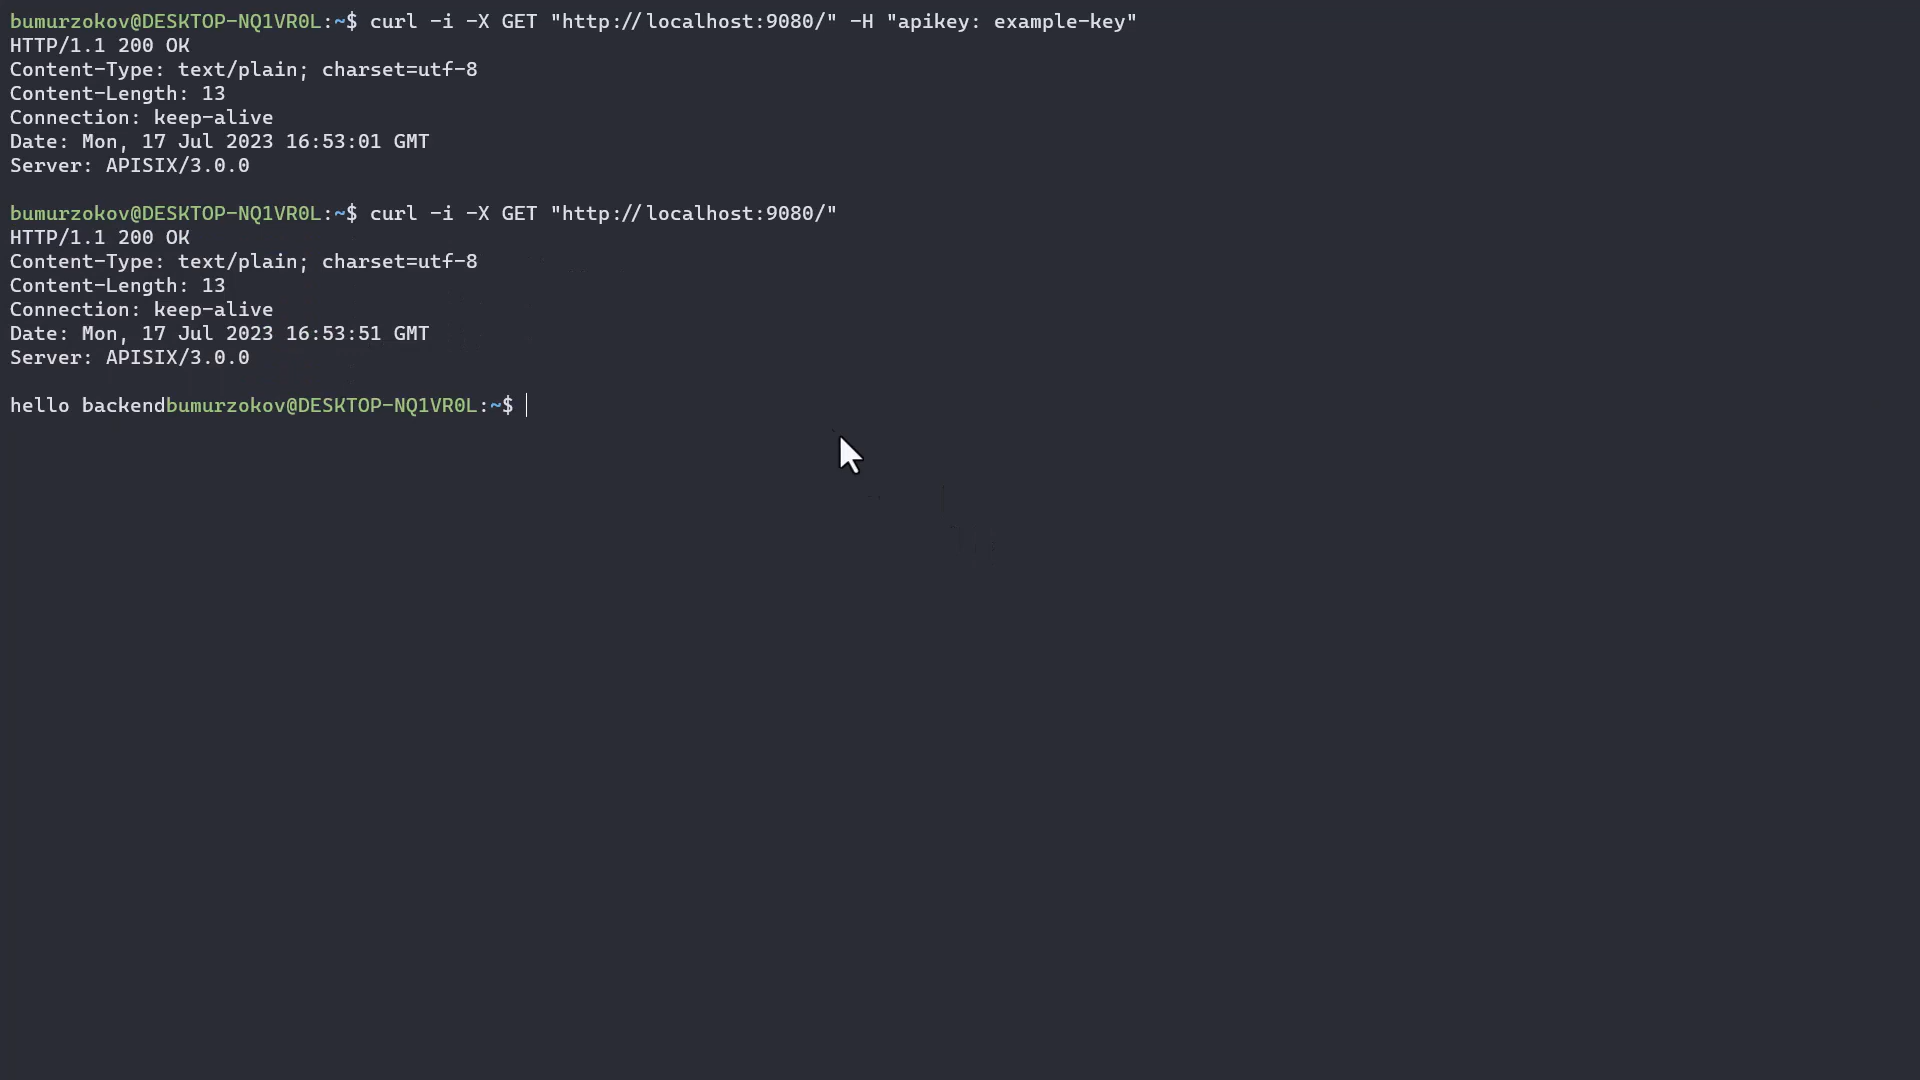 bumurzokov@DESKTOP-NQ1VR0L:~$ curl -i -X GET "http://localhost:9080/" -H "apikey: example-key"
HTTP/1.1 200 OK
Content-Type: text/plain; charset=utf-8
Content-Length: 13
Connection: keep-alive
Date: Mon, 17 Jul 2023 16:53:01 GMT
Server: APISIX/3.0.0
bumurzokov@DESKTOP-NQ1VR0L:~$ curl -i -X GET "http://localhost:9080/"
HTTP/1.1 200 OK
Content-Type: text/plain; charset=utf-8
Content-Length: 13
Connection: keep-alive
Date: Mon, 17 Jul 2023 16:53:51 GMT
Server: APISIX/3.0.0
hello backendbumurzokov@DESKTOP-NQ1VR0L:~$